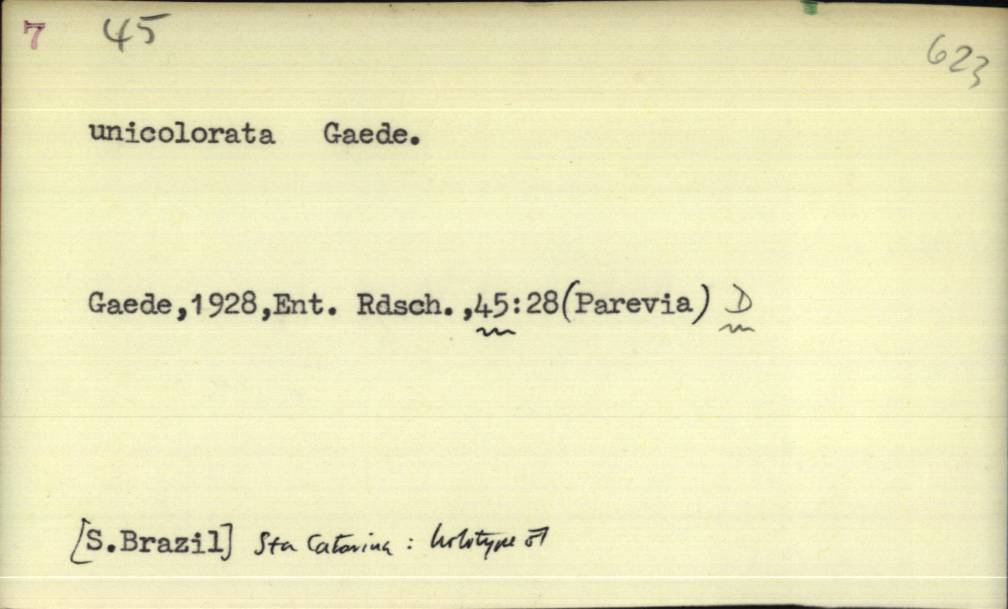 7 45 623
unicolorata Gaede.
Gaede,1928,Ent. Rdsch.,45:28(Parevia) D
[S.Brazil] Sta Catarina : holotype ♂